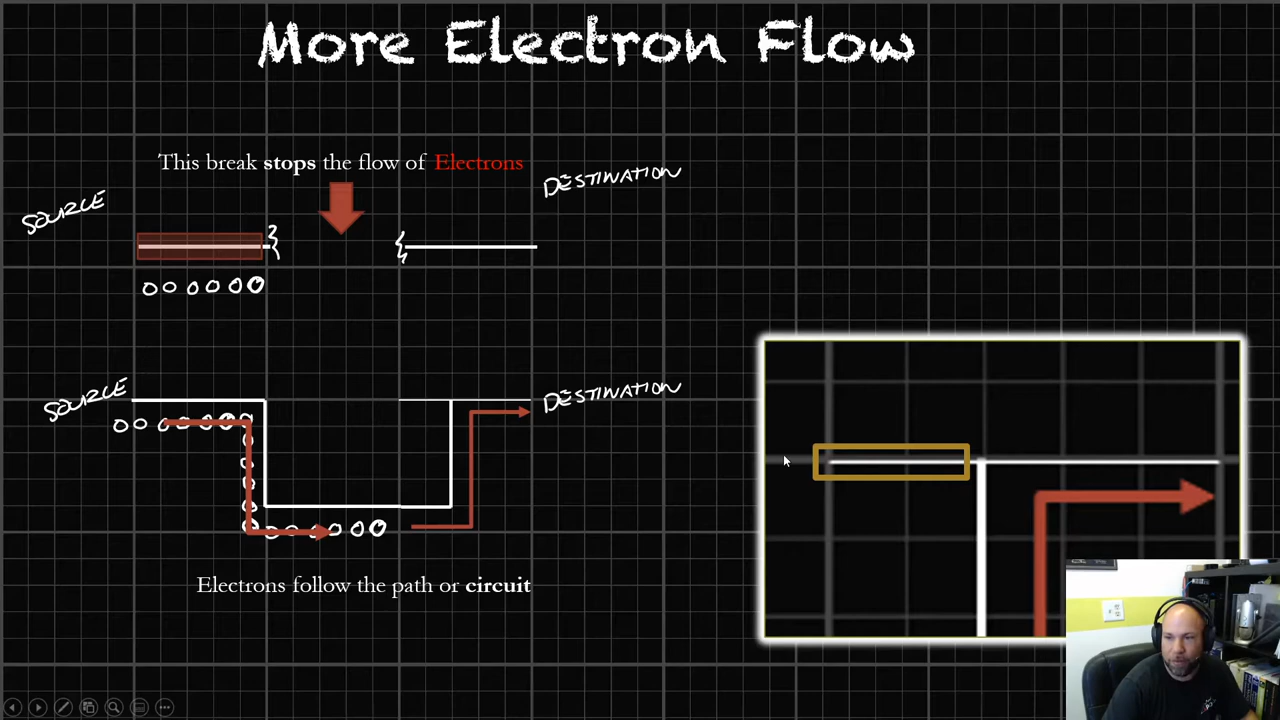 More Electron Flow
This break stops the flow of Electrons
SOURCE
DESTINATION
SOURCE
DESTINATION
Electrons follow the path or circuit